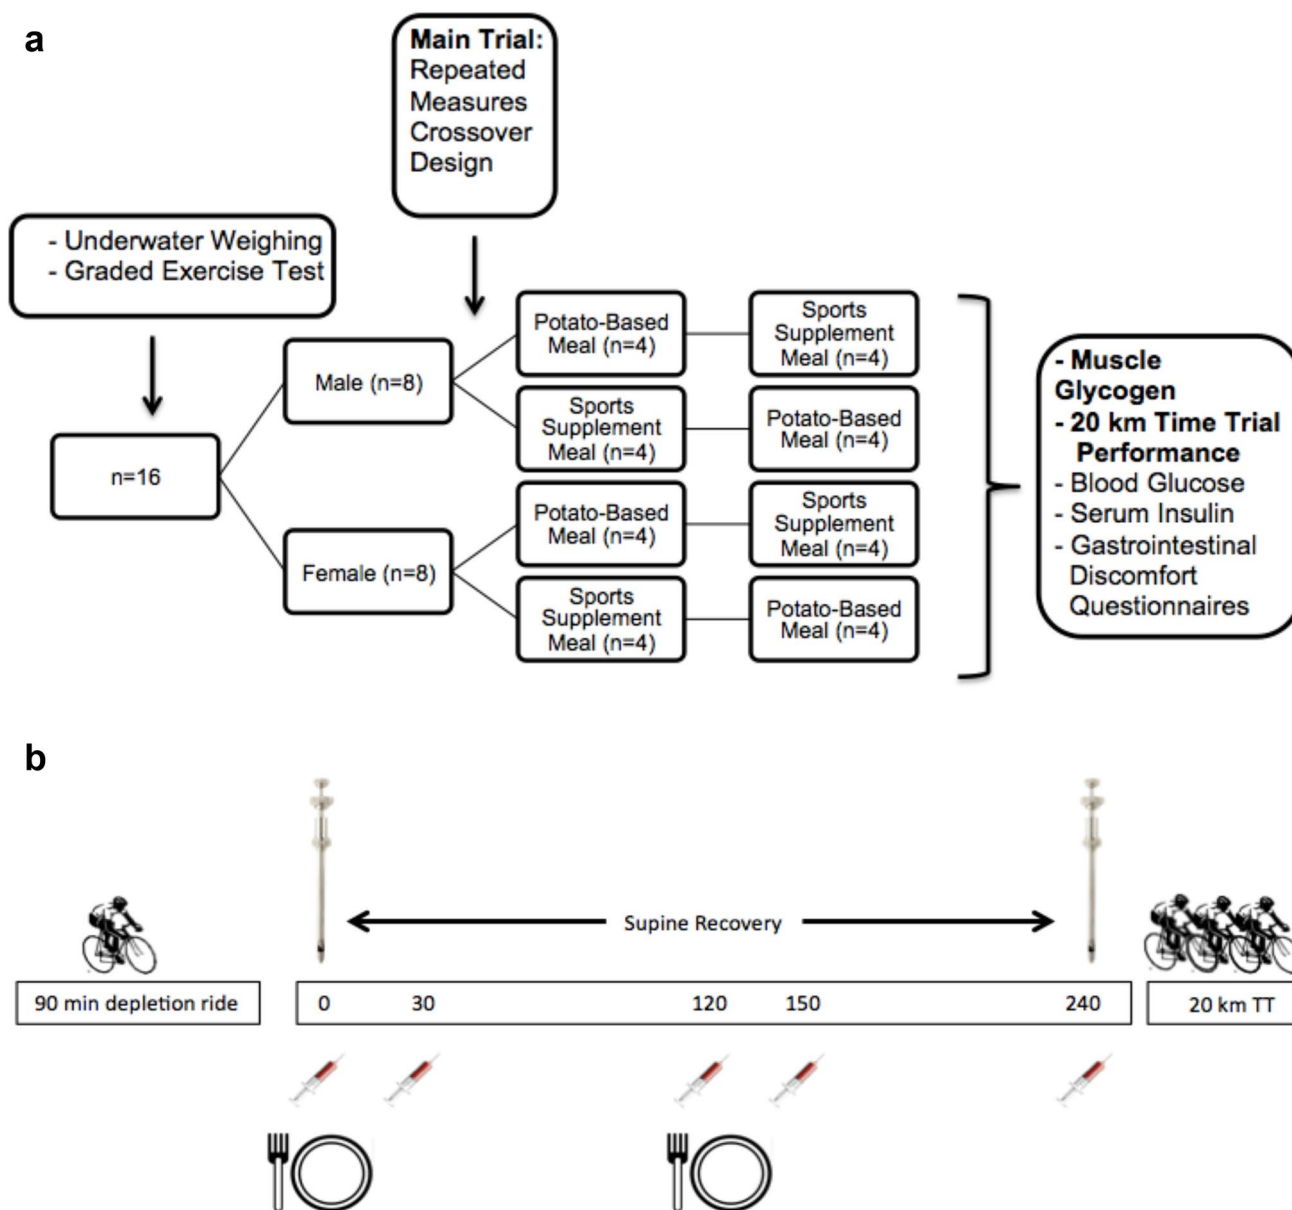 a
Main Trial:
Repeated
Measures
Crossover
Design
- Underwater Weighing
- Graded Exercise Test
n=16
Male (n=8)
Female (n=8)
Potato-Based
Meal (n=4)
Sports
Supplement
Meal (n=4)
Sports
Supplement
Meal (n=4)
Potato-Based
Meal (n=4)
Potato-Based
Meal (n=4)
Sports
Supplement
Meal (n=4)
Sports
Supplement
Meal (n=4)
Potato-Based
Meal (n=4)
- Muscle
Glycogen
- 20 km Time Trial
Performance
- Blood Glucose
- Serum Insulin
- Gastrointestinal
Discomfort
Questionnaires
b
Supine Recovery
90 min depletion ride
0 30 120 150 240
20 km TT